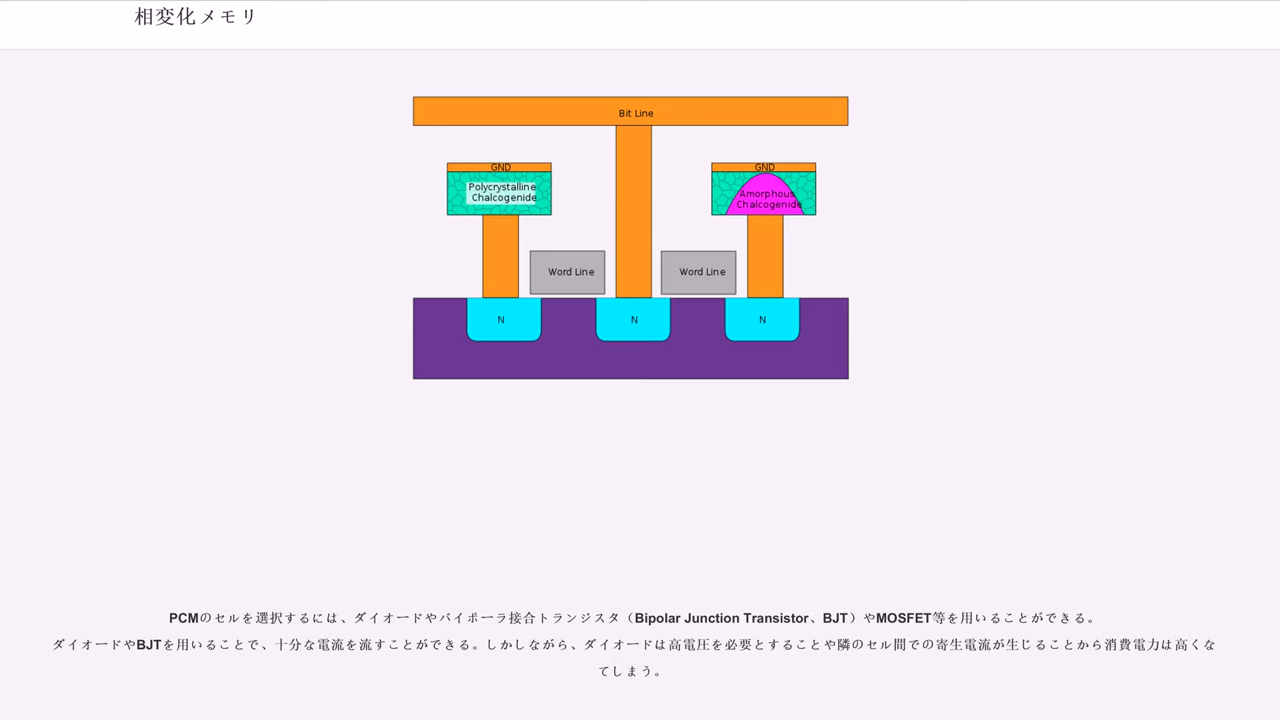 相変化メモリ
Bit Line
GND
GND
Polycrystalline
Chalcogenide
Amorphous
Chalcogenide
Word Line
Word Line
N
N
N
PCMのセルを選択するには、ダイオードやバイポーラ接合トランジスタ（Bipolar Junction Transistor、BJT）やMOSFET等を用いることができる。
ダイオードやBJTを用いることで、十分な電流を流すことができる。しかしながら、ダイオードは高電圧を必要とすることや隣のセル間での寄生電流が生じることから消費電力は高くな
てしまう。